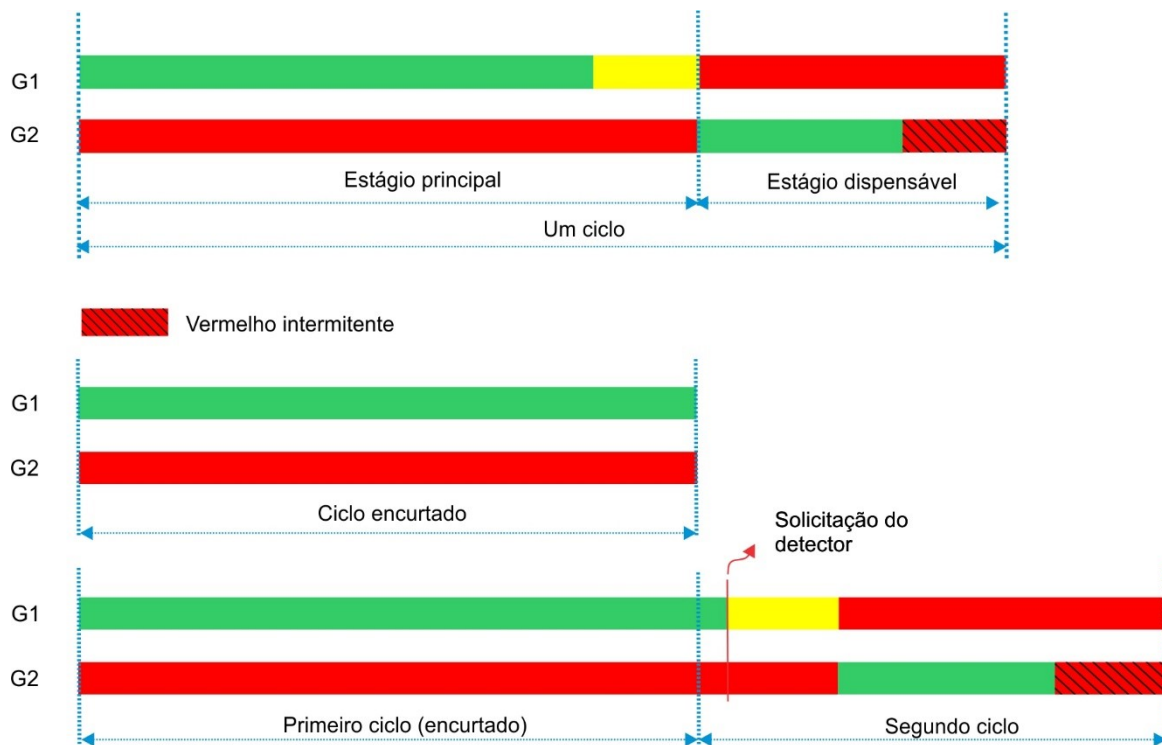 G1
G2
Estágio principal
Estágio dispensável
Um ciclo
Vermelho intermitente
G1
G2
Ciclo encurtado
Solicitação do
detector
G1
G2
Primeiro ciclo (encurtado)
Segundo ciclo